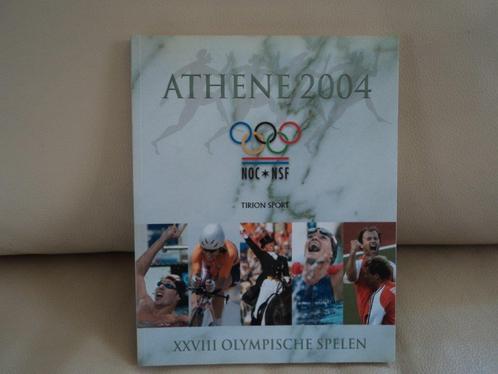 ATHENE 2004
NOC*NSF
TIRION SPORT
XXVIII OLYMPISCHE SPELEN